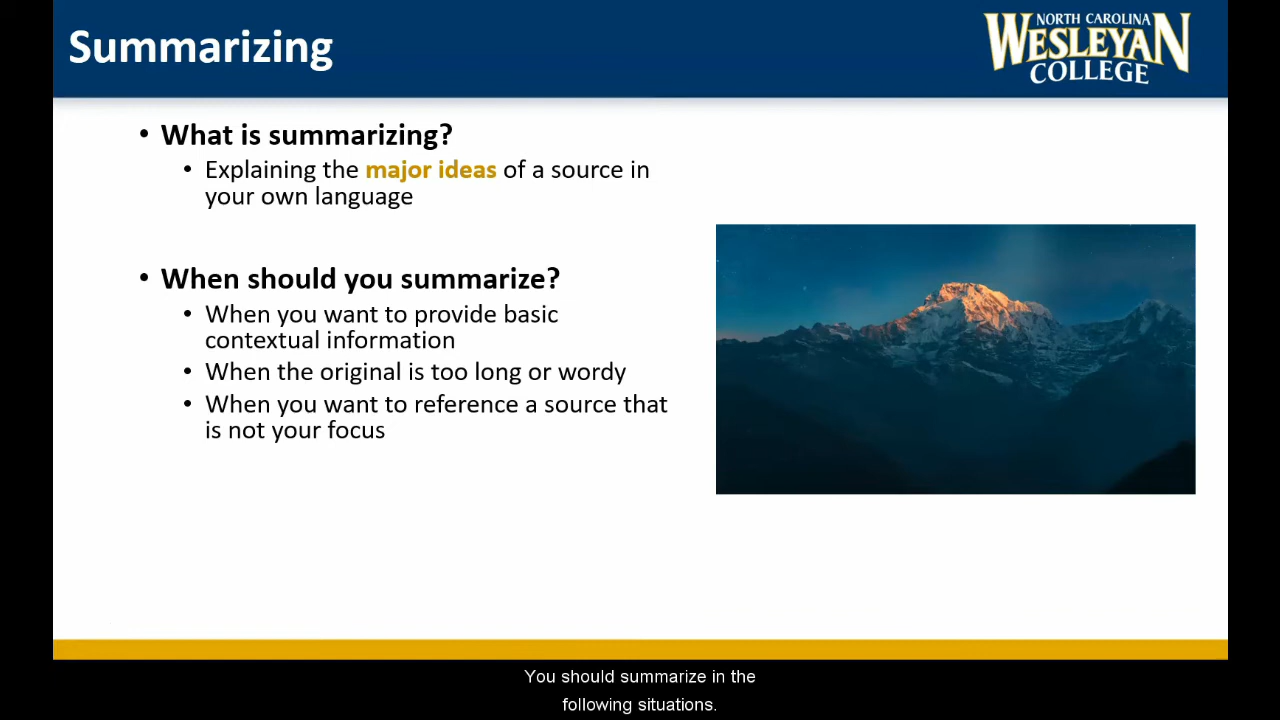 Summarizing
NORTH CAROLINA
WESLEYAN
COLLEGE
• What is summarizing?
• Explaining the major ideas of a source in
your own language
• When should you summarize?
• When you want to provide basic
contextual information
• When the original is too long or wordy
• When you want to reference a source that
is not your focus
You should summarize in the
following situations.